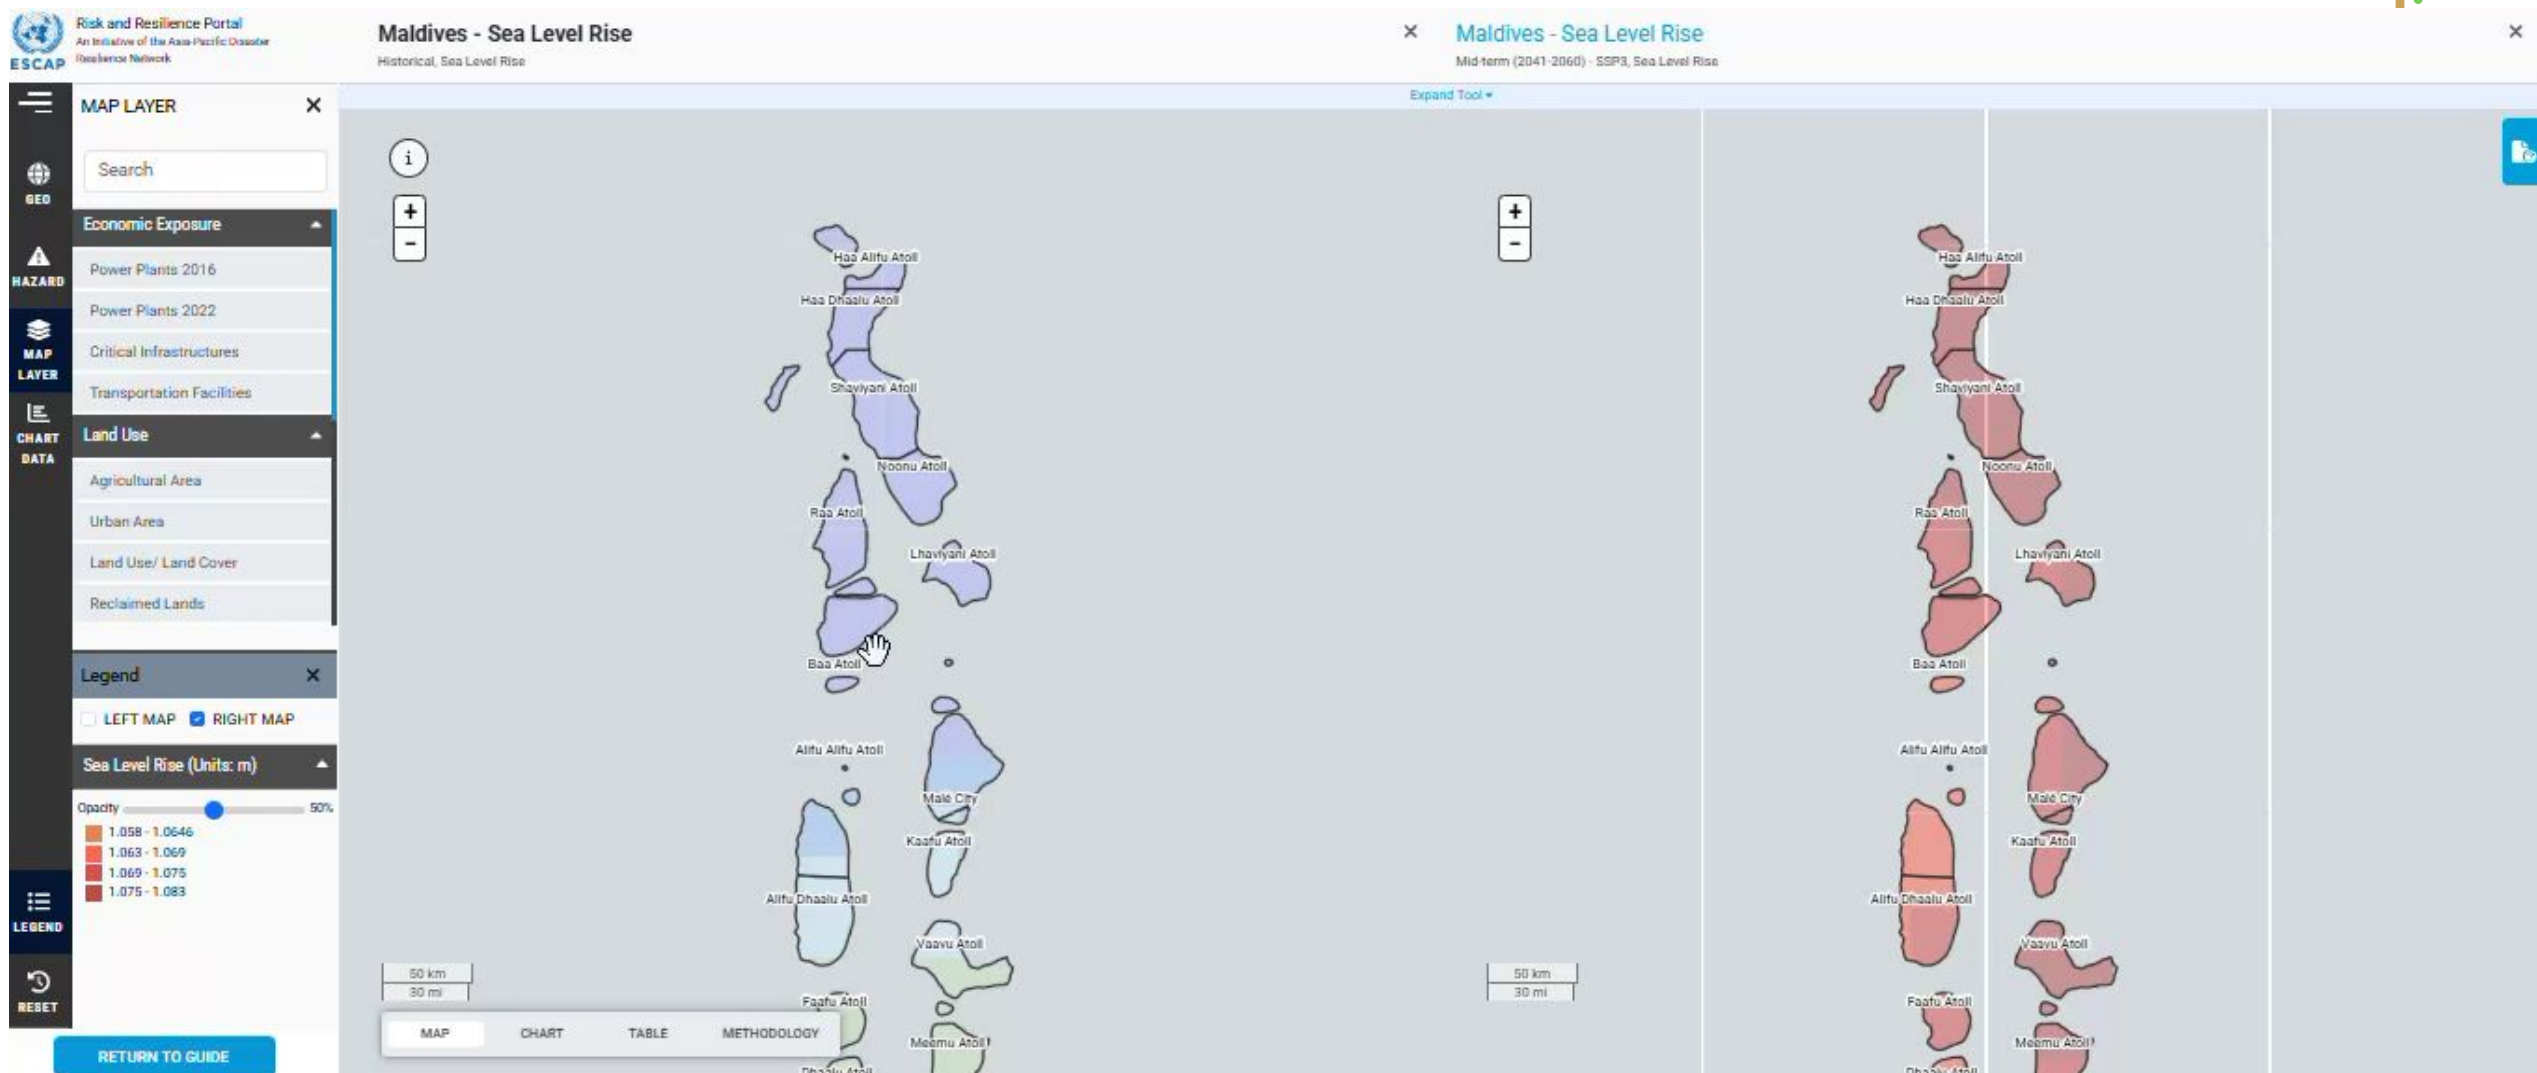 Risk and Resilience Portal
An Initiative of the Asia-Pacific Disaster
Resilience Network
ESCAP
Maldives - Sea Level Rise
Historical, Sea Level Rise
Maldives - Sea Level Rise
Mid-term (2041-2060) - SSP3, Sea Level Rise
Expand Tool
MAP LAYER
Search
GEO
HAZARD
MAP
LAYER
CHART
DATA
LEGEND
RESET
Economic Exposure
Power Plants 2016
Power Plants 2022
Critical Infrastructures
Transportation Facilities
Land Use
Agricultural Area
Urban Area
Land Use/ Land Cover
Reclaimed Lands
Legend
LEFT MAP RIGHT MAP
Sea Level Rise (Units: m)
Opacity 50%
1.058 - 1.0646
1.063 - 1.069
1.069 - 1.075
1.075 - 1.083
RETURN TO GUIDE
i
+
-
Haa Alifu Atoll
Haa Dhaalu Atoll
Shaviyani Atoll
Noonu Atoll
Raa Atoll
Lhaviyani Atoll
Baa Atoll
Alifu Alifu Atoll
Malé City
Kaafu Atoll
Alifu Dhaalu Atoll
Vaavu Atoll
Faafu Atoll
Meemu Atoll
Dhaalu Atoll
50 km
30 mi
MAP CHART TABLE METHODOLOGY
+
-
Haa Alifu Atoll
Haa Dhaalu Atoll
Shaviyani Atoll
Noonu Atoll
Raa Atoll
Lhaviyani Atoll
Baa Atoll
Alifu Alifu Atoll
Malé City
Kaafu Atoll
Alifu Dhaalu Atoll
Vaavu Atoll
Faafu Atoll
Meemu Atoll
Dhaalu Atoll
50 km
30 mi